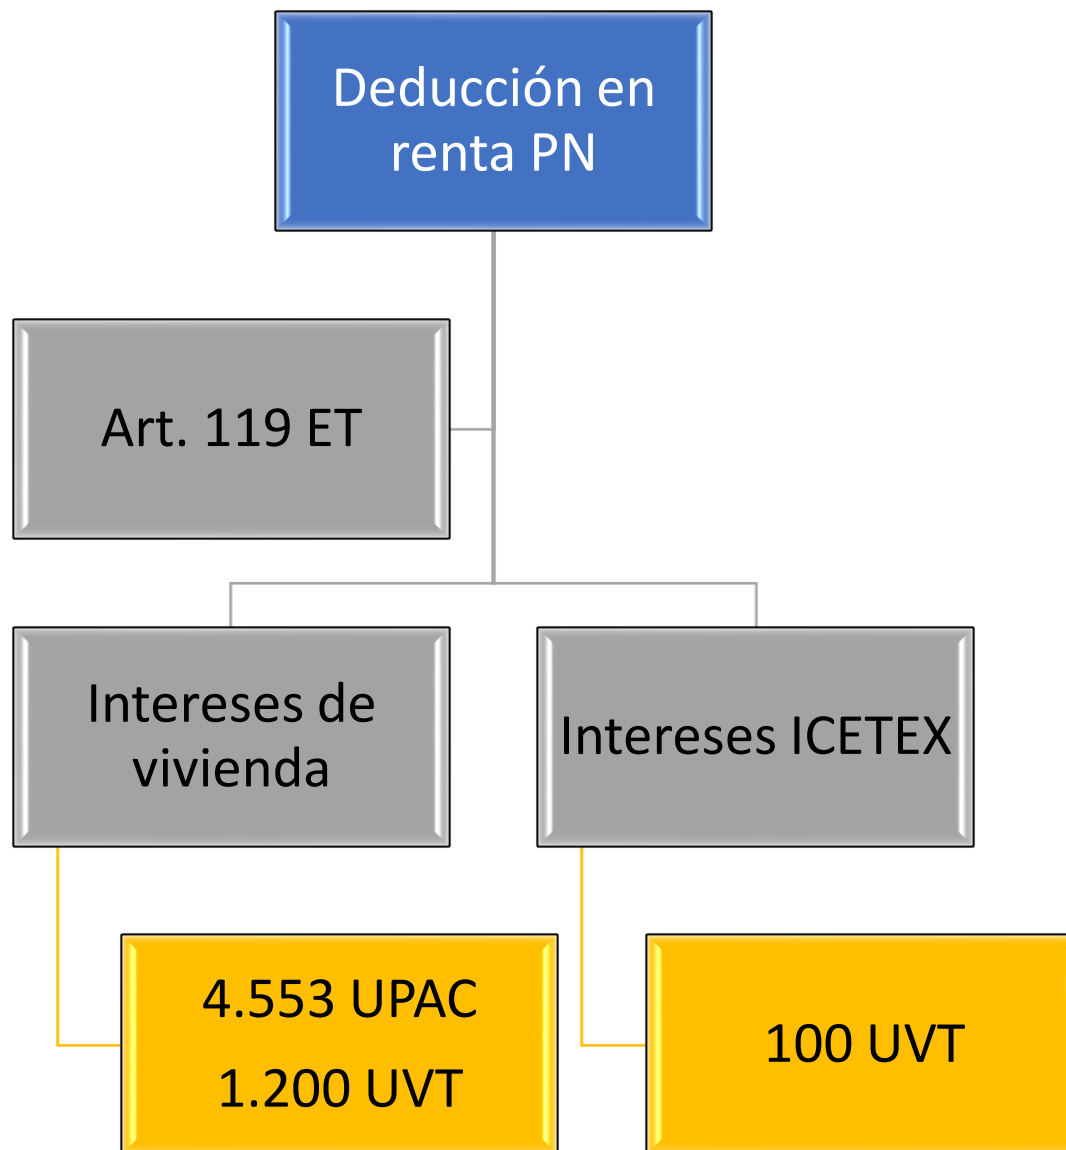 Deducción en
renta PN
Art. 119 ET
Intereses de
vivienda
Intereses ICETEX
4.553 UPAC
1.200 UVT
100 UVT